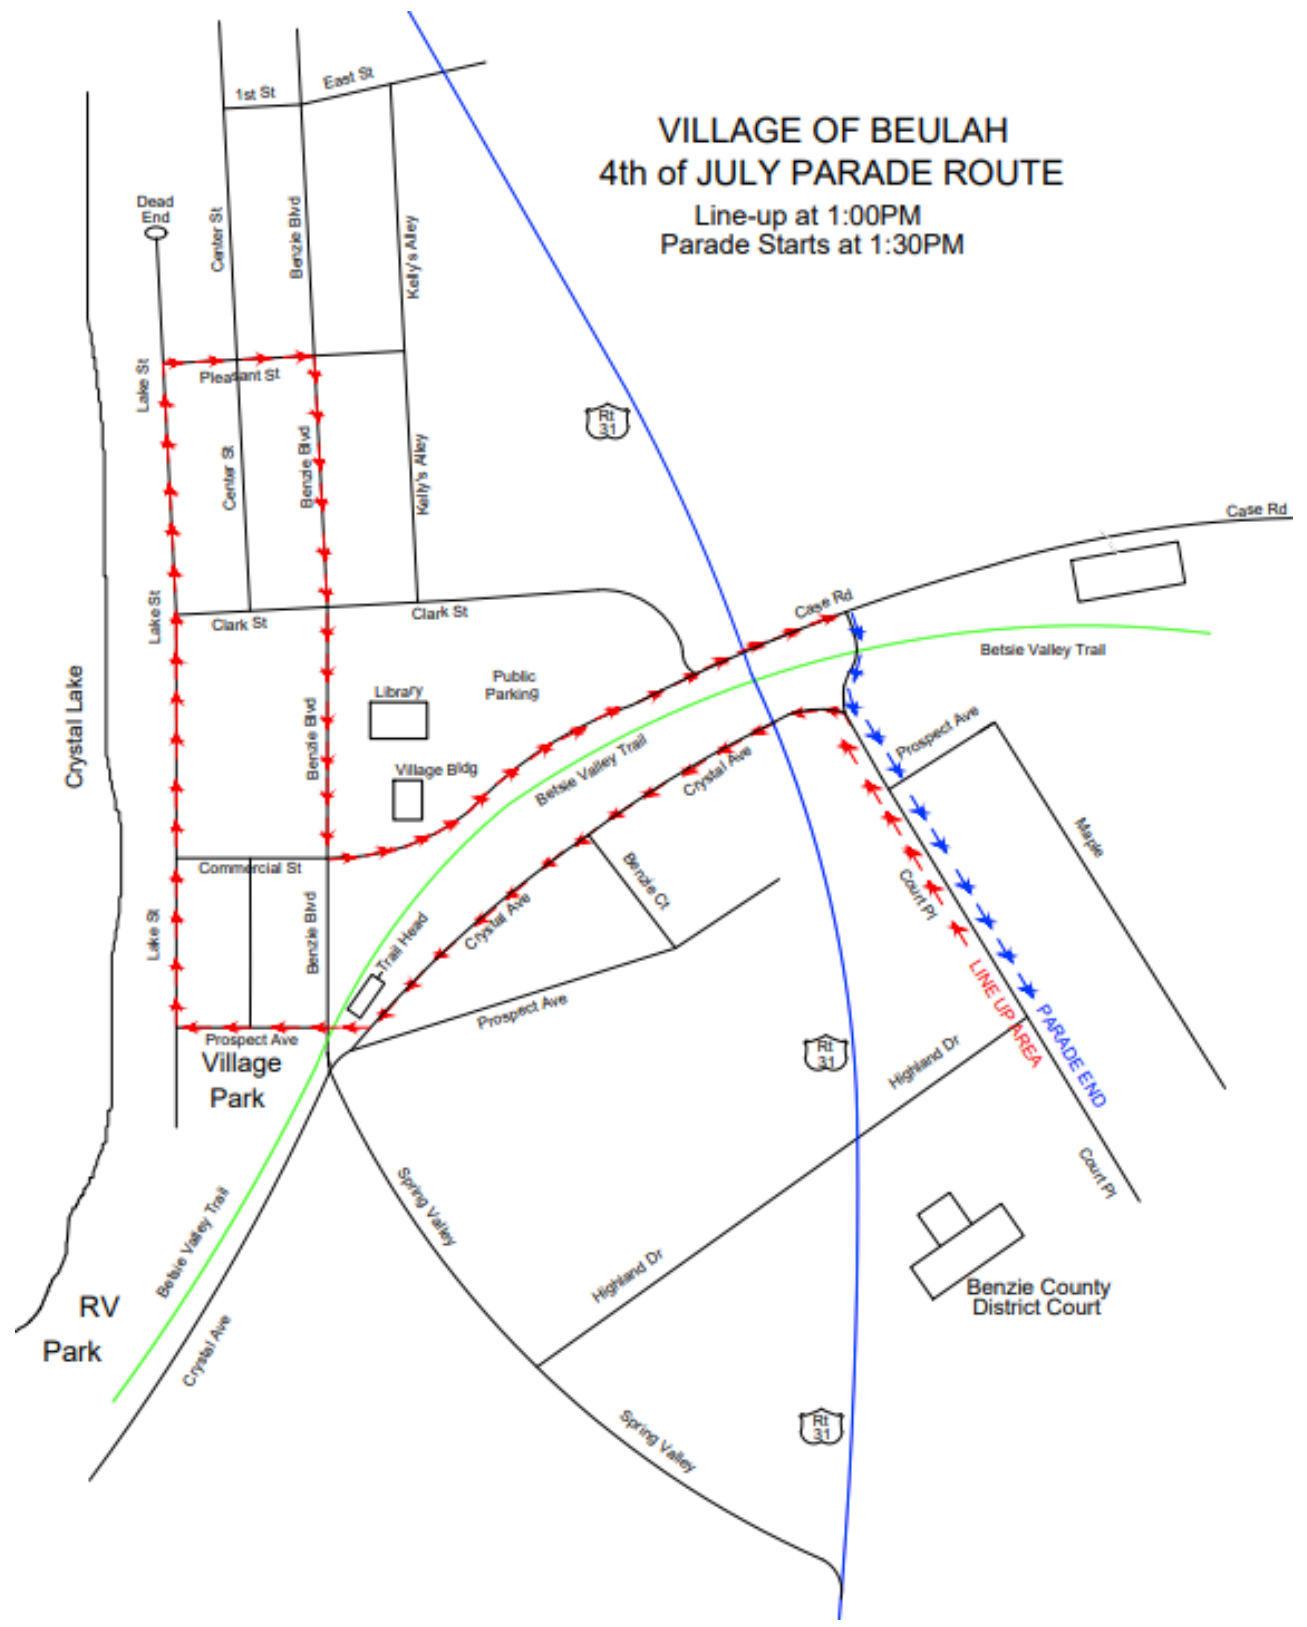 VILLAGE OF BEULAH
4th of JULY PARADE ROUTE
Line-up at 1:00PM
Parade Starts at 1:30PM
1st St
East St
Dead
End
Center St
Benzie Blvd
Kelly's Alley
Lake St
Pleasant St
Rt
31
Center St
Benzie Blvd
Kelly's Alley
Case Rd
Case Rd
Lake St
Clark St
Clark St
Betsie Valley Trail
Crystal Lake
Public
Parking
Library
Benzie Blvd
Village Bldg
Betsie Valley Trail
Crystal Ave
Prospect Ave
Maple
Commercial St
Benzie Ct
Court Pl
Lake St
Benzie Blvd
Trail Head
Crystal Ave
LINE UP AREA
PARADE END
Prospect Ave
Prospect Ave
Village
Park
Rt
31
Highland Dr
Court Pl
Spring Valley
Betsie Valley Trail
Highland Dr
Benzie County
District Court
RV
Park
Crystal Ave
Rt
31
Spring Valley